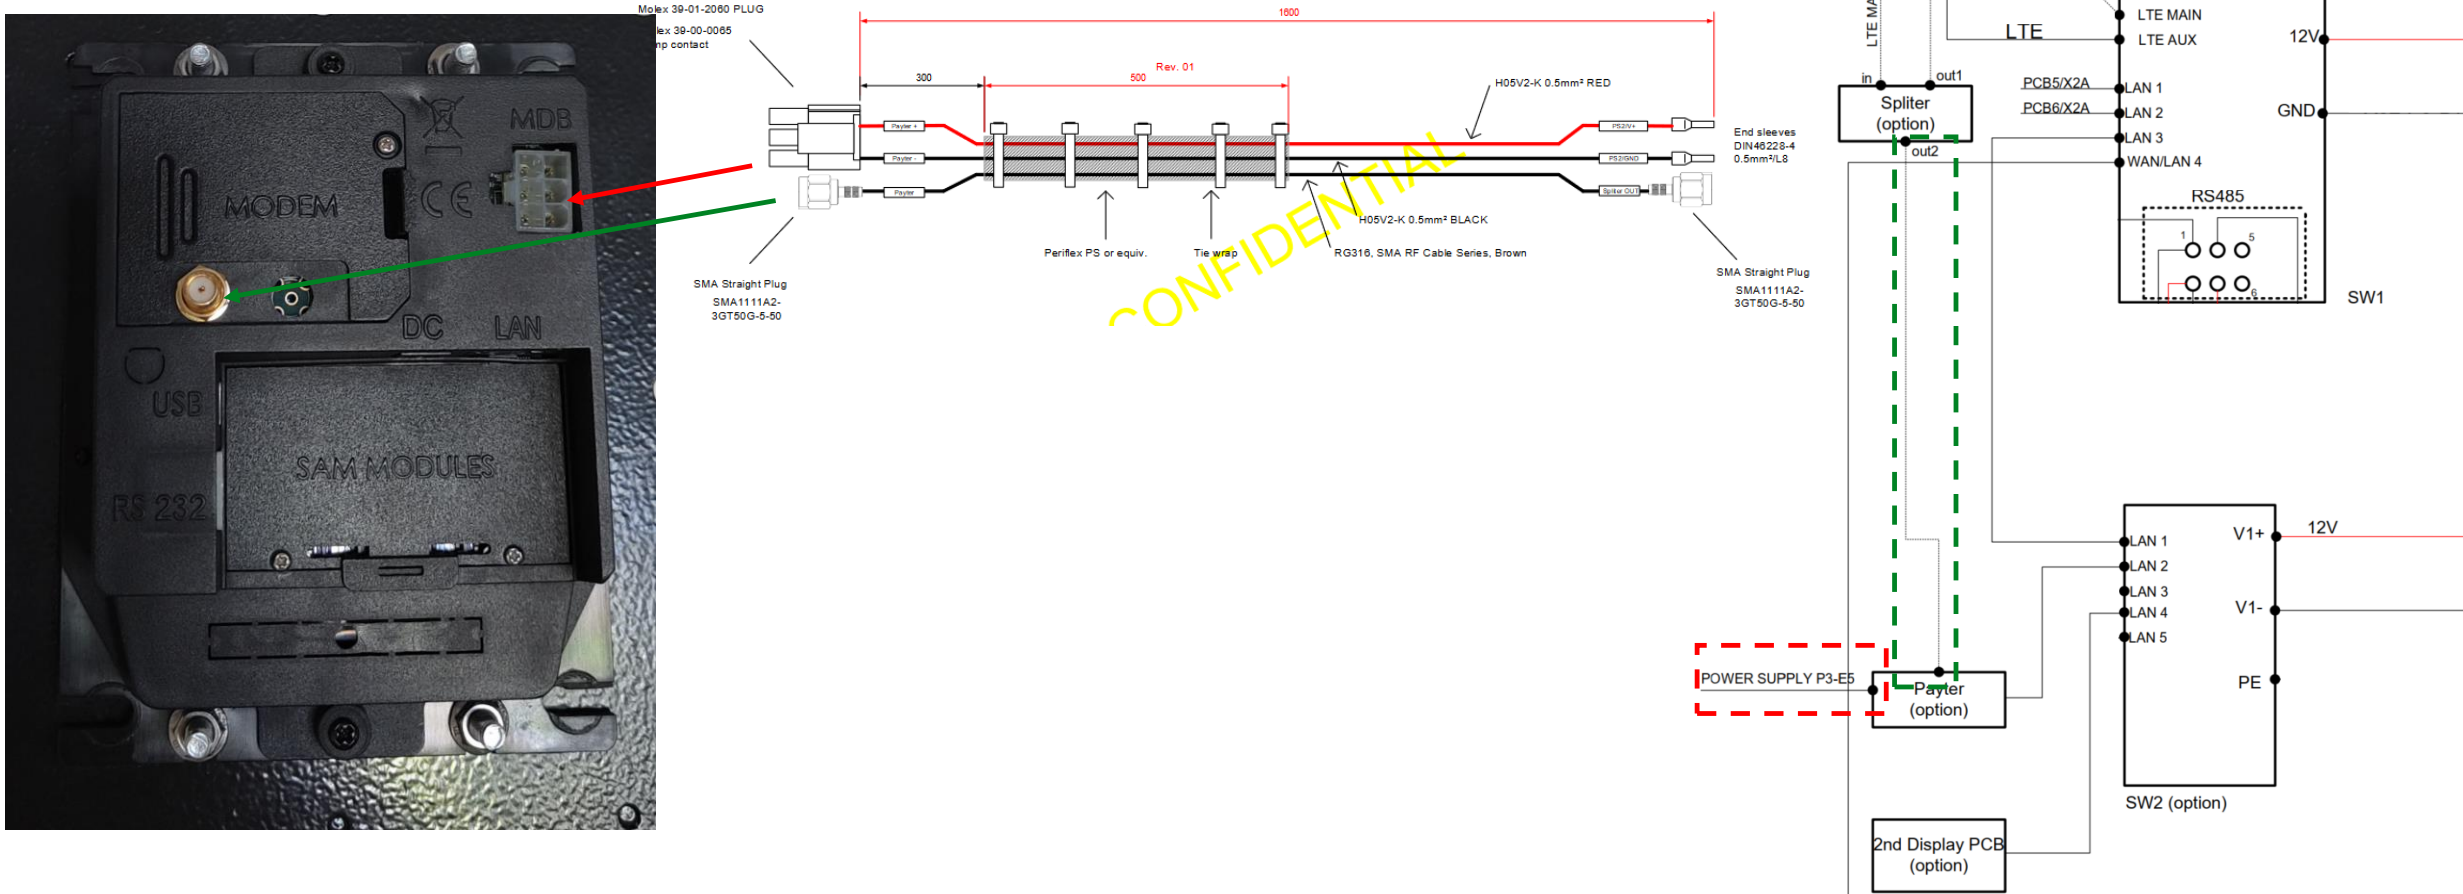 MDB
MODEM
CE
DC
LAN
USB
SAM MODULES
RS 232
Molex 39-01-2060 PLUG
lex 39-00-0065
mp contact
1600
300
Rev. 01
500
H05V2-K 0.5mm² RED
Payter +
Payter -
Payter
PS2/V+
PS2/GND
Spliter OUT
End sleeves
DIN46228-4
0.5mm²/L8
H05V2-K 0.5mm² BLACK
Periflex PS or equiv.
Tie wrap
RG316, SMA RF Cable Series, Brown
CONFIDENTIAL
SMA Straight Plug
SMA1111A2-
3GT50G-5-50
SMA Straight Plug
SMA1111A2-
3GT50G-5-50
LTE MA
LTE
LTE MAIN
LTE AUX
12V
in
out1
Spliter
(option)
out2
PCB5/X2A
PCB6/X2A
LAN 1
LAN 2
LAN 3
WAN/LAN 4
GND
RS485
1
5
6
SW1
LAN 1
LAN 2
LAN 3
LAN 4
LAN 5
V1+
12V
V1-
PE
SW2 (option)
POWER SUPPLY P3-E5
Payter
(option)
2nd Display PCB
(option)